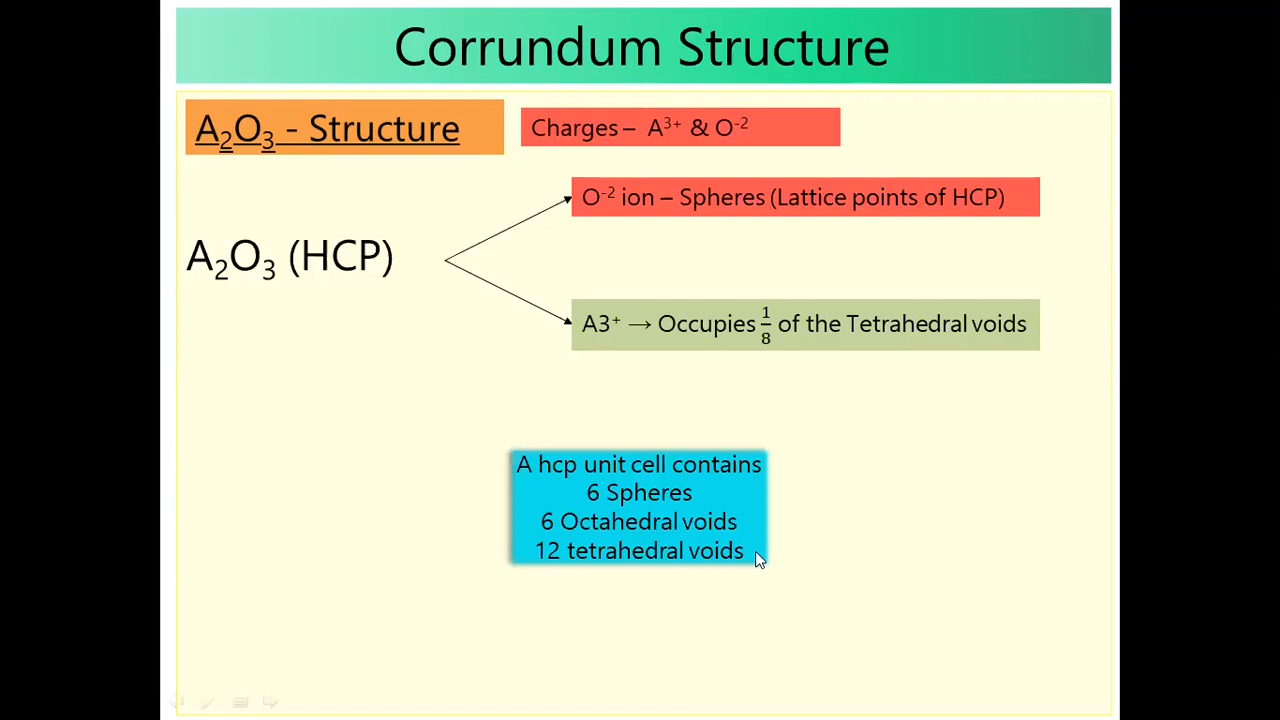 Corrundum Structure
A₂O₃ - Structure
Charges – A³⁺ & O⁻²
O⁻² ion – Spheres (Lattice points of HCP)
A₂O₃ (HCP)
A3⁺ → Occupies 1/8 of the Tetrahedral voids
A hcp unit cell contains
6 Spheres
6 Octahedral voids
12 tetrahedral voids